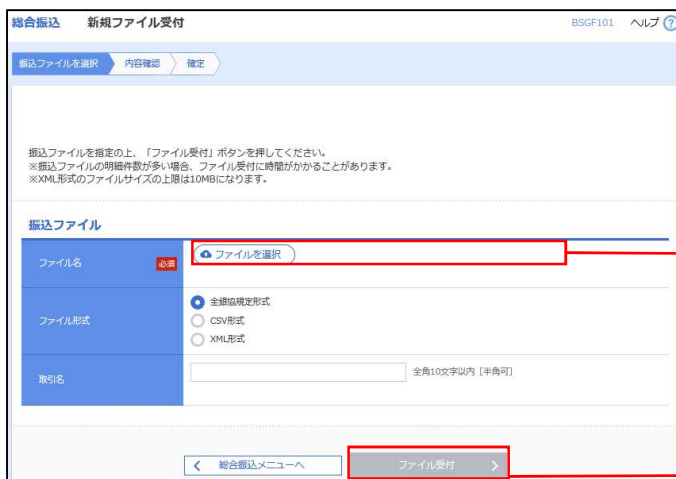 総合振込 新規ファイル受付 BSGF101 ヘルプ ?
振込ファイルを選択 内容確認 確定
振込ファイルを指定の上、「ファイル受付」ボタンを押してください。
※振込ファイルの明細件数が多い場合、ファイル受付に時間がかかることがあります。
※XML形式のファイルサイズの上限は10MBになります。
振込ファイル
ファイル名 必須 ファイルを選択
ファイル形式
全銀協規定形式
CSV形式
XML形式
取引名 全角10文字以内 [半角可]
総合振込メニューへ ファイル受付